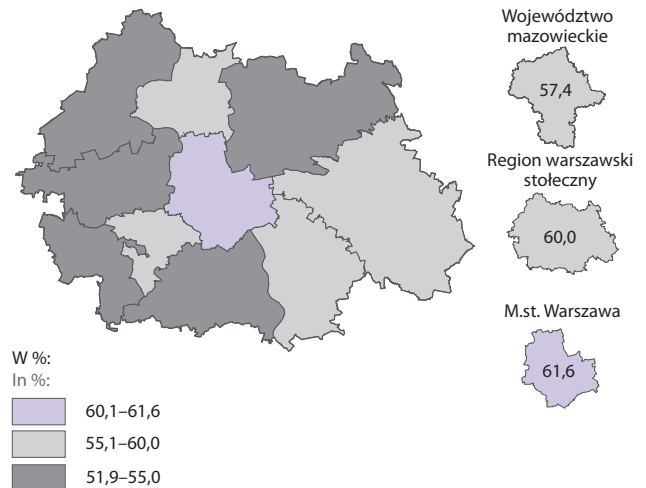 Województwo
mazowieckie
57,4
Region warszawski
stołeczny
60,0
M.st. Warszawa
61,6
W %:
In %:
60,1–61,6
55,1–60,0
51,9–55,0